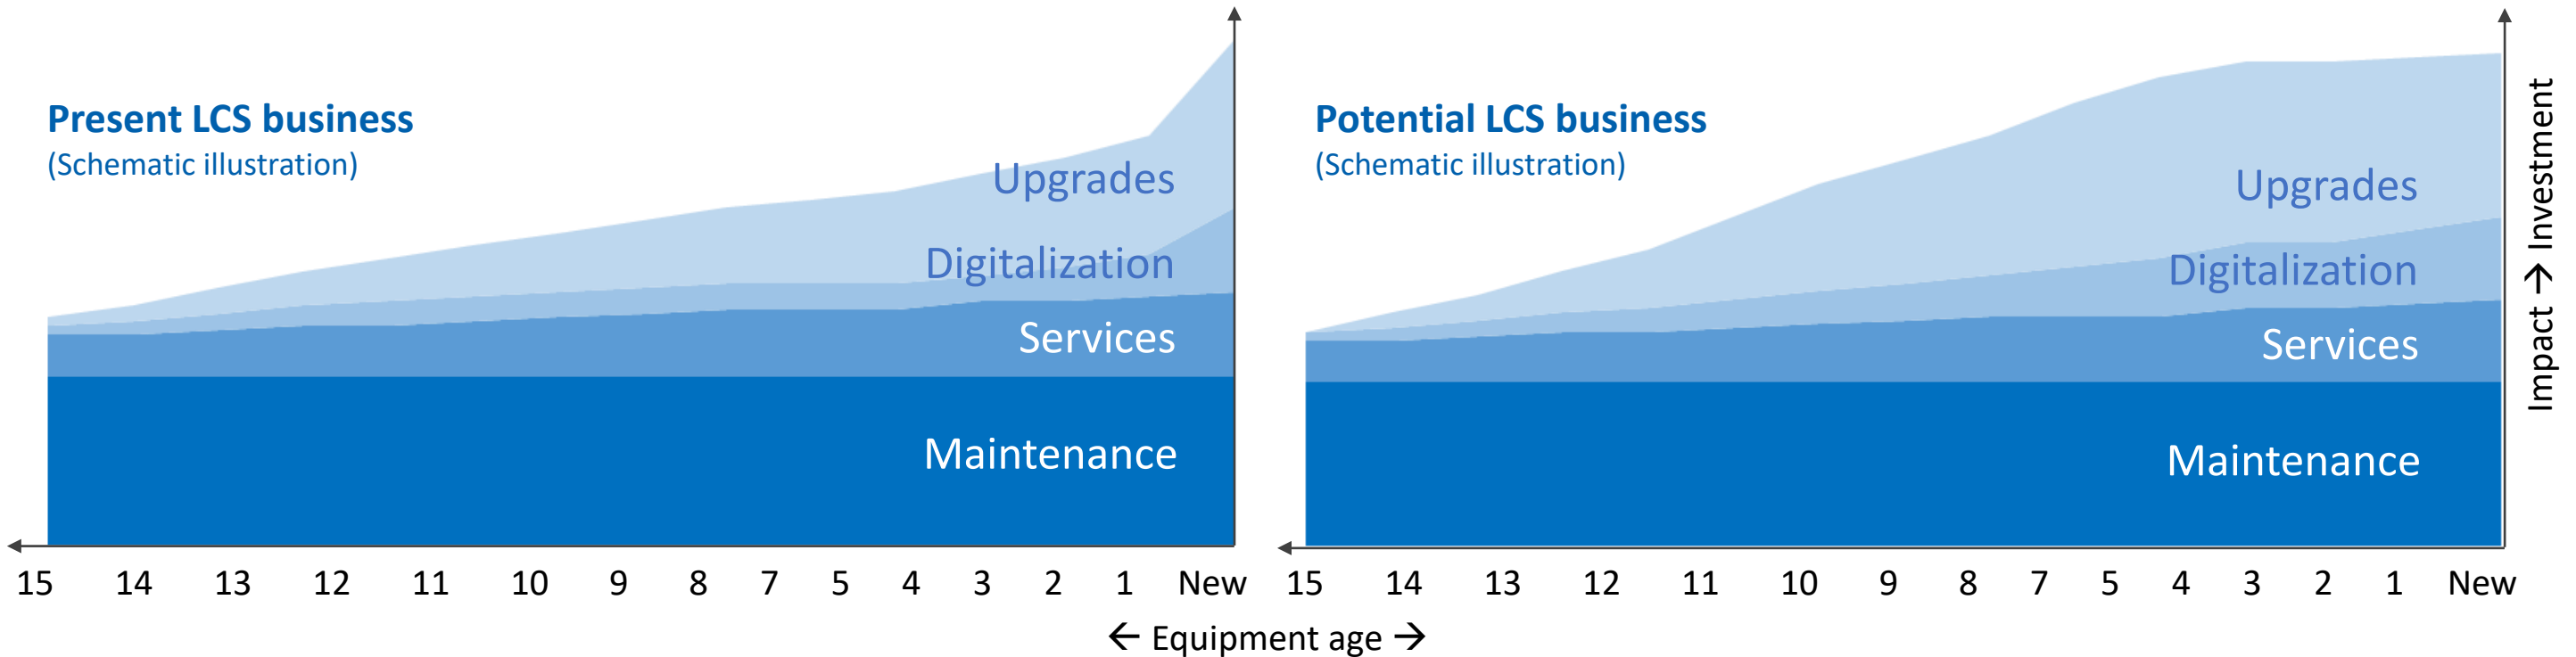 Present LCS business
(Schematic illustration)
Upgrades
Digitalization
Services
Maintenance
15 14 13 12 11 10 9 8 7 5 4 3 2 1 New
Potential LCS business
(Schematic illustration)
Upgrades
Digitalization
Services
Maintenance
15 14 13 12 11 10 9 8 7 5 4 3 2 1 New
Impact → Investment
← Equipment age →